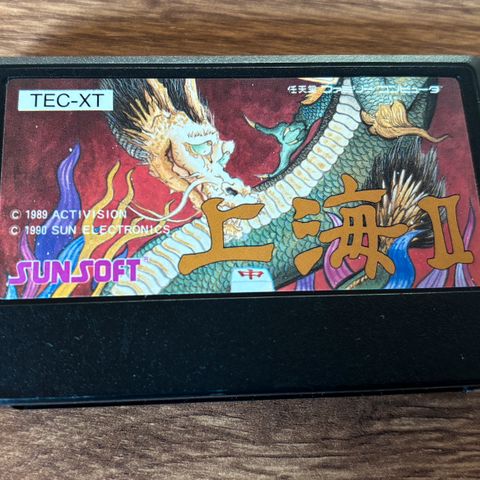 TEC-XT
任天堂 ファミリーコンピュータ
© 1989 ACTIVISION
© 1990 SUN ELECTRONICS
上海II
SUNSOFT
中